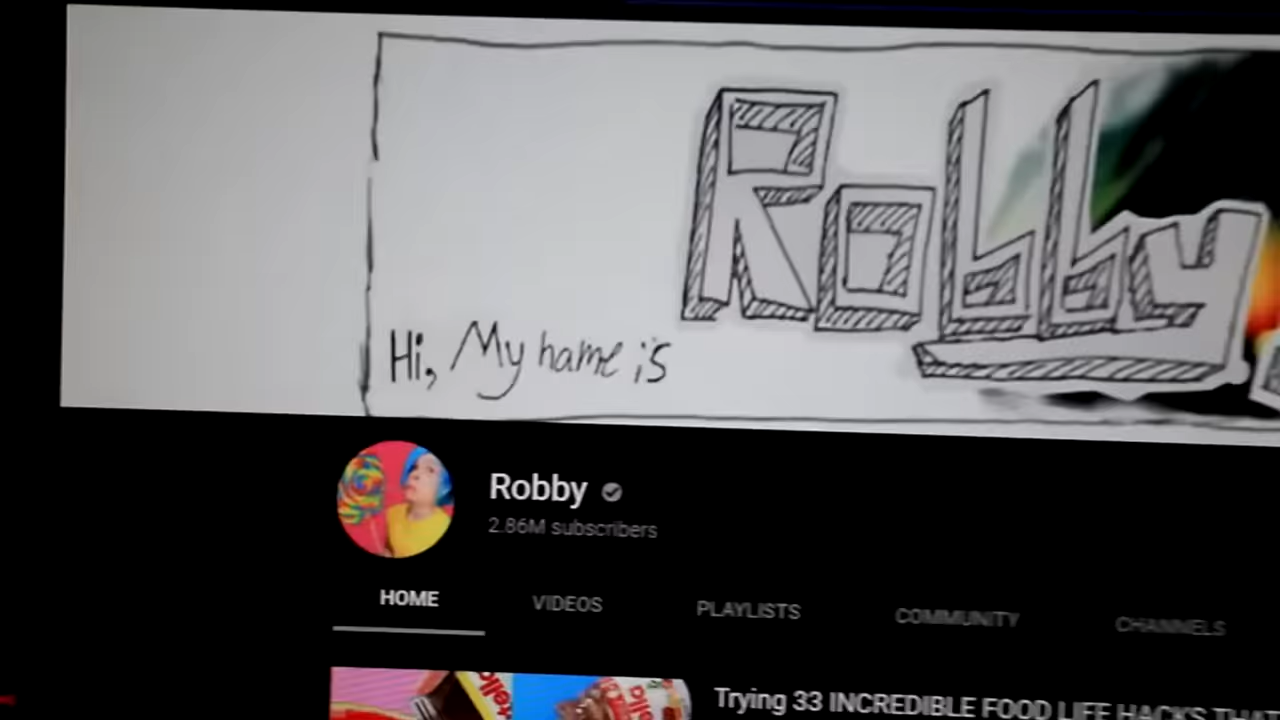 Robby
Hi, My name is
Robby
2.86M subscribers
HOME VIDEOS PLAYLISTS COMMUNITY CHANNELS
Trying 33 INCREDIBLE FOOD LIFE HACKS THAT